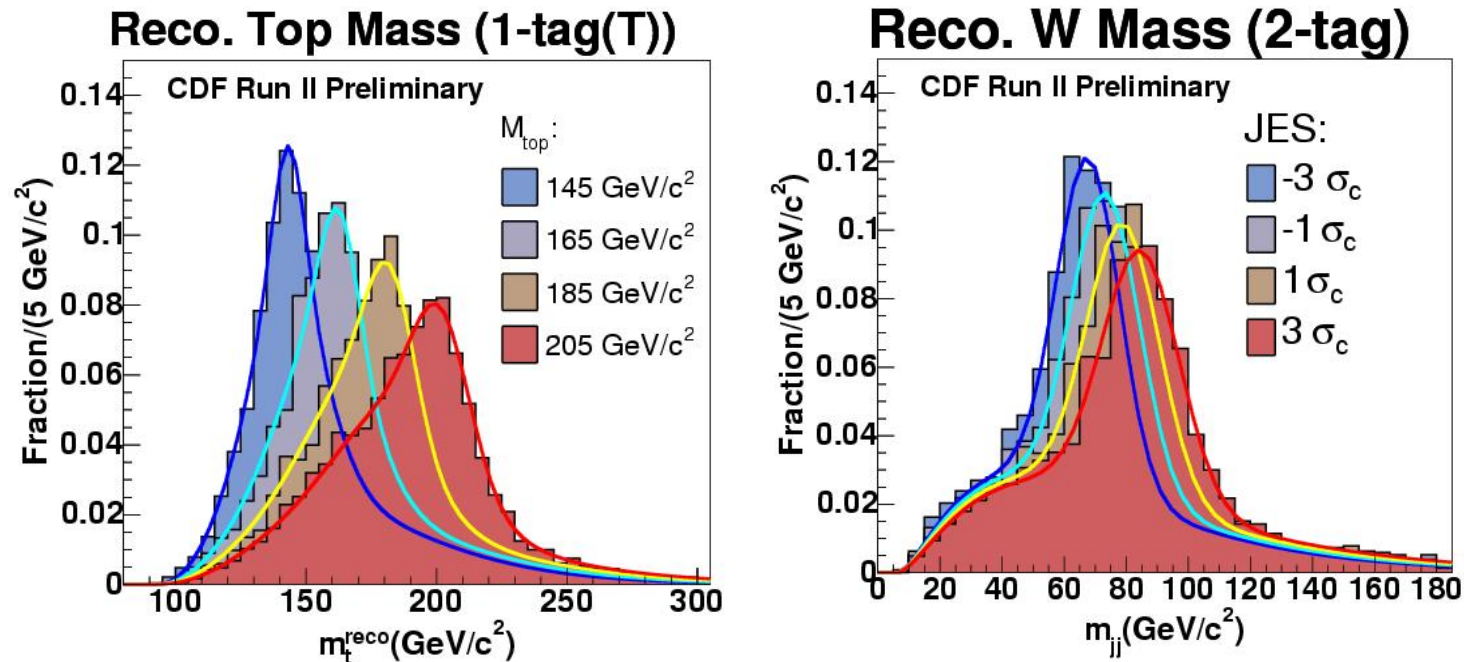 Reco. Top Mass (1-tag(T))
CDF Run II Preliminary
M_top:
145 GeV/c²
165 GeV/c²
185 GeV/c²
205 GeV/c²
Fraction/(5 GeV/c²)
0.14
0.12
0.1
0.08
0.06
0.04
0.02
0
100 150 200 250 300
m_t^reco(GeV/c²)
Reco. W Mass (2-tag)
CDF Run II Preliminary
JES:
-3 σ_c
-1 σ_c
1 σ_c
3 σ_c
Fraction/(5 GeV/c²)
0.14
0.12
0.1
0.08
0.06
0.04
0.02
0
0 20 40 60 80 100 120 140 160 180
m_jj(GeV/c²)